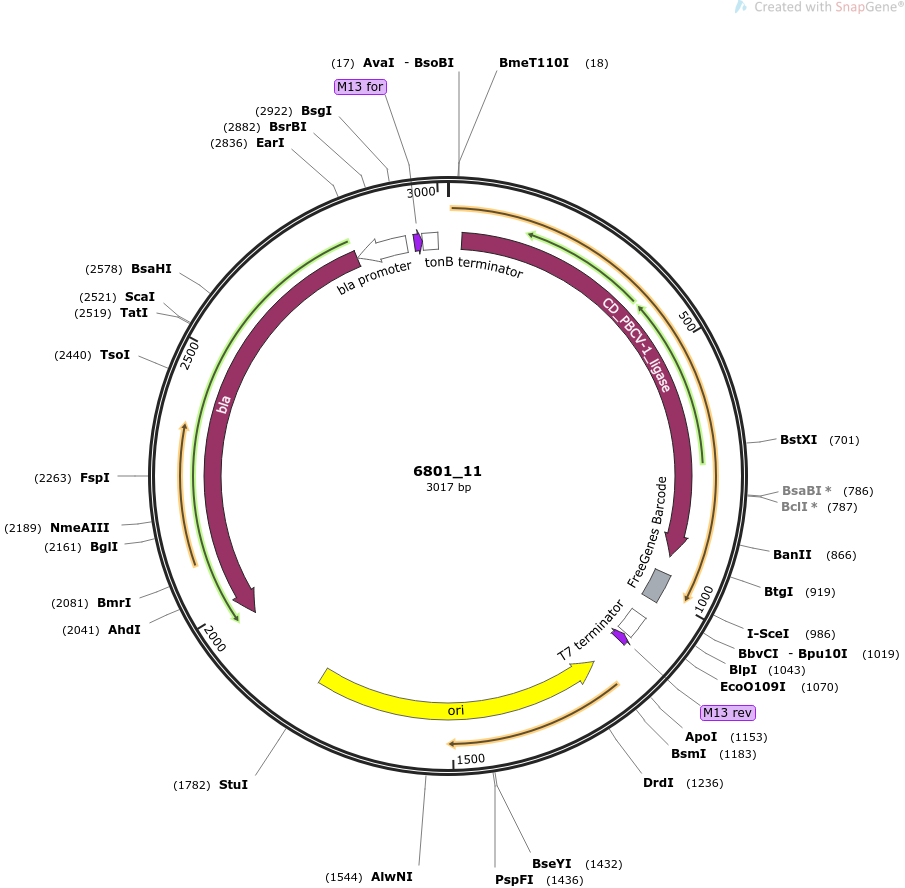 Created with SnapGene®
(17) AvaI - BsoBI
BmeT110I (18)
M13 for
(2922) BsgI
(2882) BsrBI
(2836) EarI
3000
bla promoter
tonB terminator
(2578) BsaHI
(2521) ScaI
(2519) TatI
(2440) TsoI
2500
500
CD_PBCV-1_ligase
bla
BstXI (701)
6801_11
3017 bp
(2263) FspI
BsaBI * (786)
BclI * (787)
(2189) NmeAIII
(2161) BglI
FreeGenes Barcode
BanII (866)
BtgI (919)
(2081) BmrI
(2041) AhdI
1000
2000
T7 terminator
I-SceI (986)
BbvCI - Bpu10I (1019)
BlpI (1043)
EcoO109I (1070)
M13 rev
ori
ApoI (1153)
BsmI (1183)
1500
DrdI (1236)
(1782) StuI
BseYI (1432)
(1544) AlwNI
PspFI (1436)